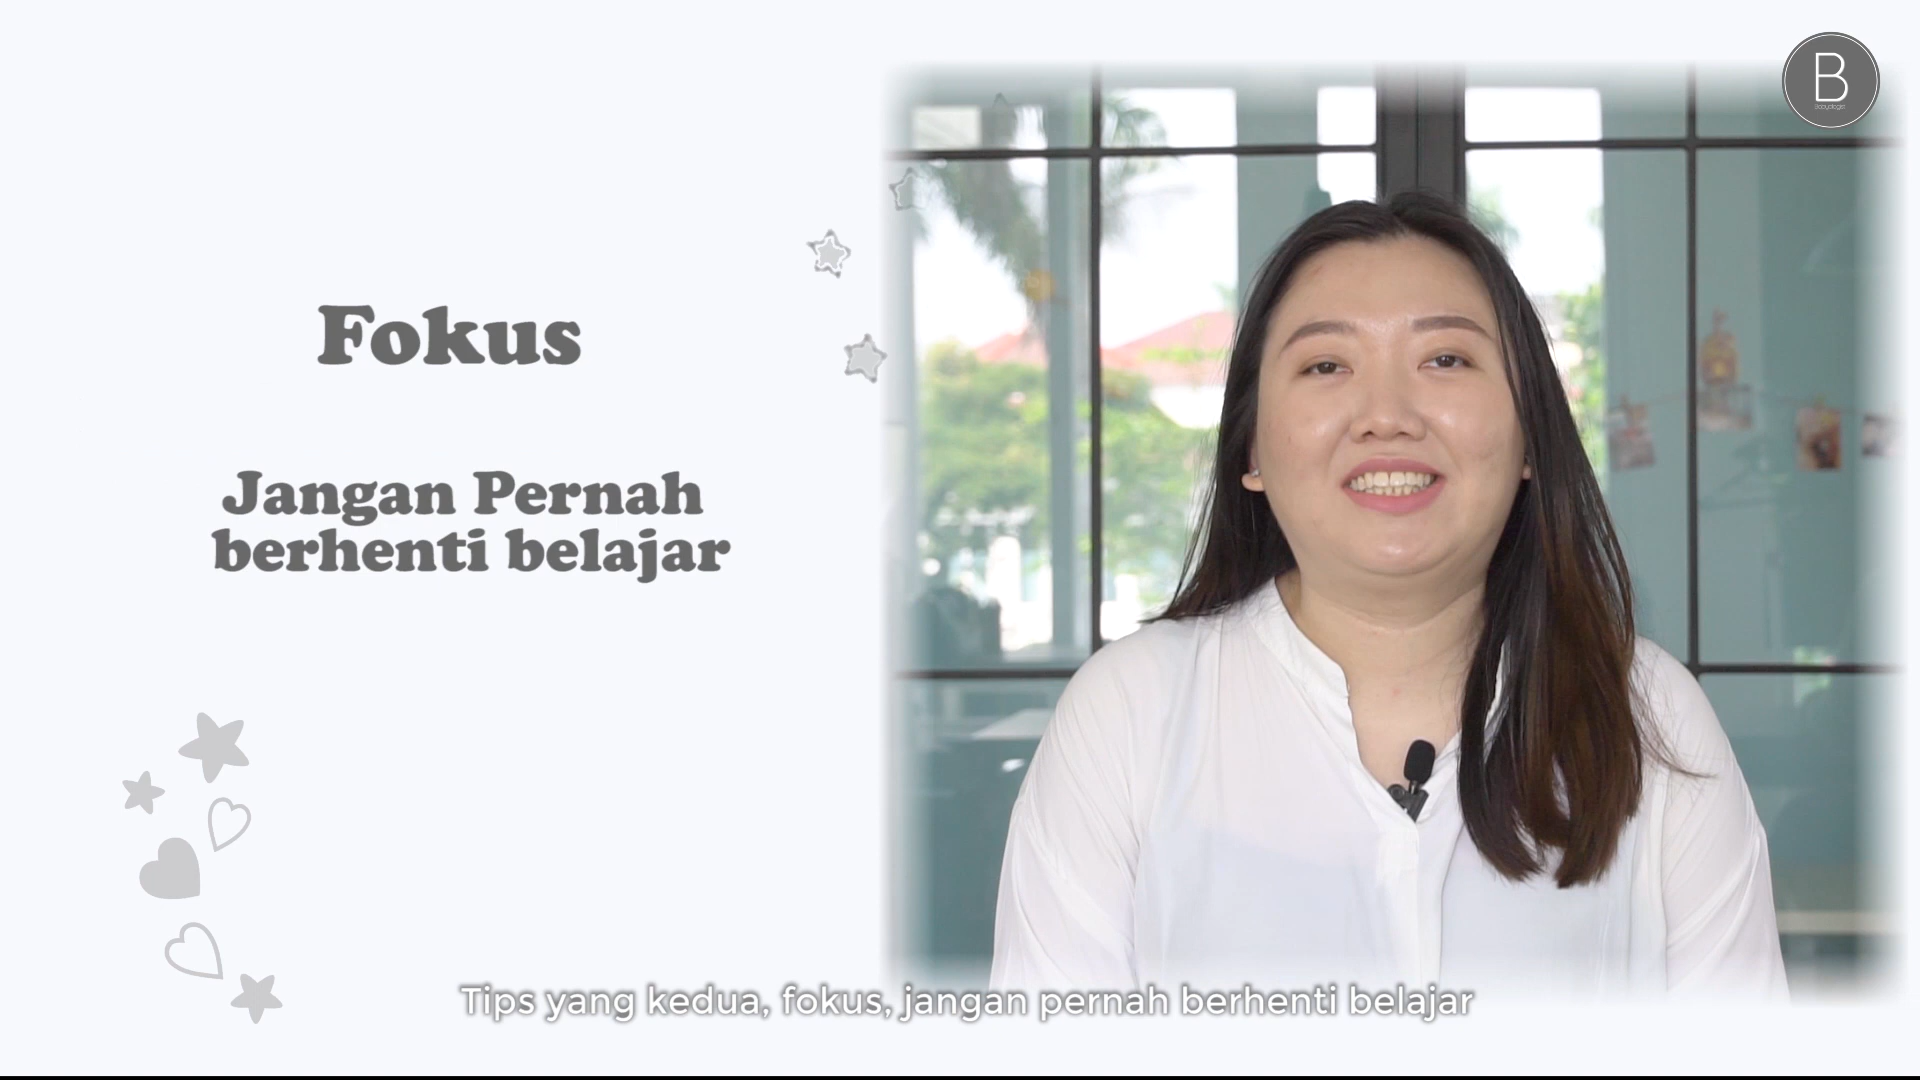 B
Fokus
Jangan Pernah
berhenti belajar
Tips yang kedua, fokus, jangan pernah berhenti belajar